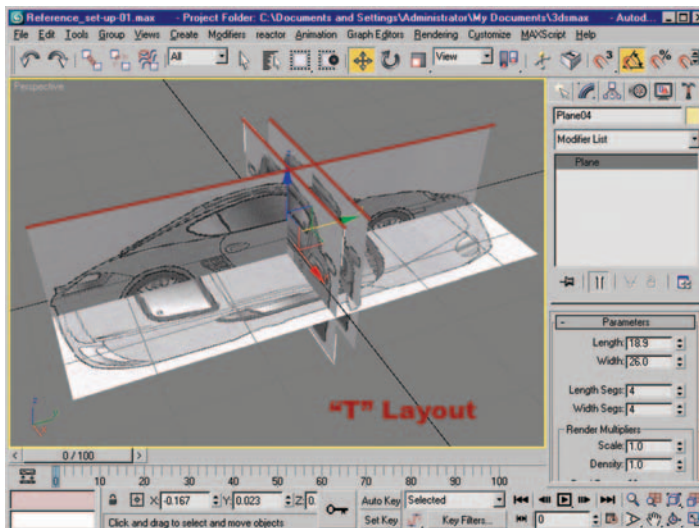 Reference_set-up-01.max - Project Folder: C:\Documents and Settings\Administrator\My Documents\3dsmax - Autod...
File Edit Tools Group Views Create Modifiers reactor Animation Graph Editors Rendering Customize MAXScript Help
All View
Perspective
Plane04
Modifier List
Plane
Parameters
Length: 18.9
Width: 26.0
Length Segs: 4
Width Segs: 4
Render Multipliers
Scale: 1.0
Density: 1.0
"T" Layout
z
0 / 100
0 10 20 30 40 50 60 70 80 90 100
X: -0.167 Y: 0.023 Z: 0. Auto Key Selected
Click and drag to select and move objects Set Key Key Filters... 0